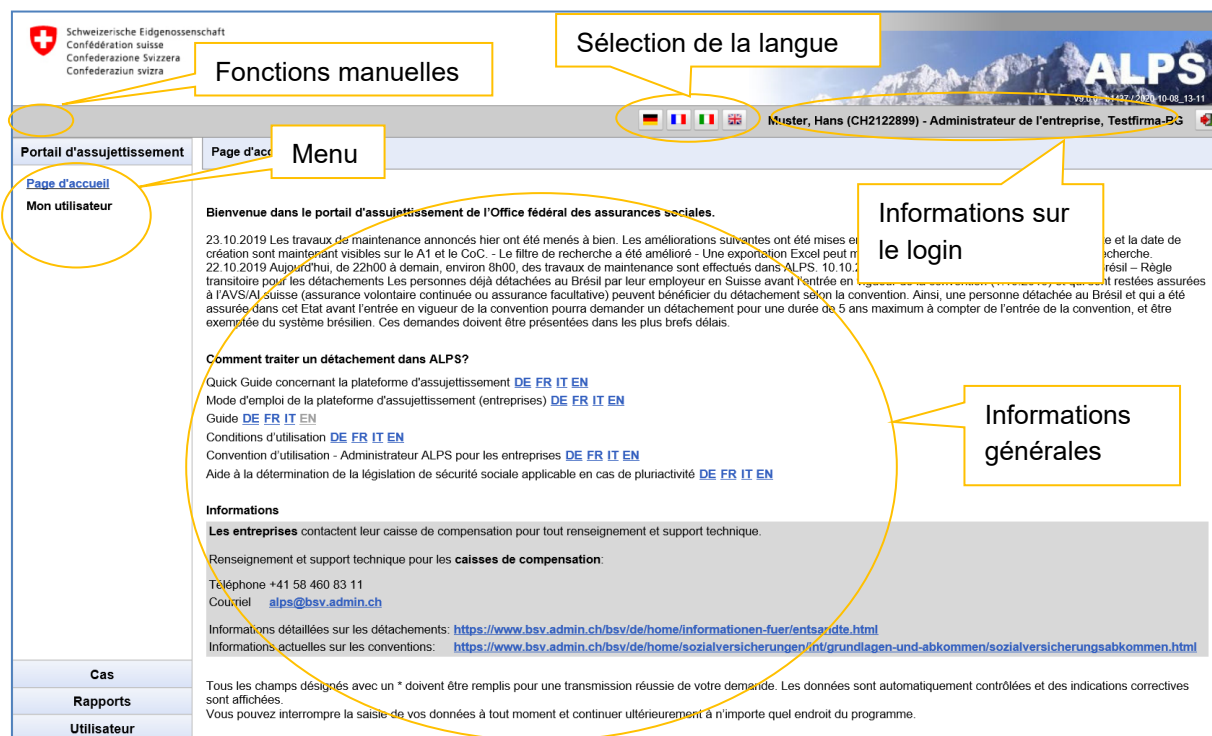 Schweizerische Eidgenossenschaft
Confédération suisse
Confederazione Svizzera
Confederaziun svizra
Fonctions manuelles
Sélection de la langue
ALPS
2020-10-08_13-11
Muster, Hans (CH2122899) - Administrateur de l'entreprise, Testfirma-BG
Portail d'assujettissement
Page d'acc
Menu
Page d'accueil
Mon utilisateur
Informations sur
le login
Bienvenue dans le portail d'assujettissement de l'Office fédéral des assurances sociales.
23.10.2019 Les travaux de maintenance annoncés hier ont été menés à bien. Les améliorations suivantes ont été mises e et la date de
création sont maintenant visibles sur le A1 et le CoC. - Le filtre de recherche a été amélioré - Une exportation Excel peut m echerche.
22.10.2019 Aujourd'hui, de 22h00 à demain, environ 8h00, des travaux de maintenance sont effectués dans ALPS. 10.10.2 résil – Règle
transitoire pour les détachements Les personnes déjà détachées au Brésil par leur employeur en Suisse avant l'entrée en vigueur de la convention qui sont restées assurées
à l'AVS/AI suisse (assurance volontaire continuée ou assurance facultative) peuvent bénéficier du détachement selon la convention. Ainsi, une personne détachée au Brésil et qui a été
assurée dans cet Etat avant l'entrée en vigueur de la convention pourra demander un détachement pour une durée de 5 ans maximum à compter de l'entrée de la convention, et être
exemptée du système brésilien. Ces demandes doivent être présentées dans les plus brefs délais.
Comment traiter un détachement dans ALPS?
Quick Guide concernant la plateforme d'assujettissement DE FR IT EN
Mode d'emploi de la plateforme d'assujettissement (entreprises) DE FR IT EN
Guide DE FR IT EN
Conditions d'utilisation DE FR IT EN
Convention d'utilisation - Administrateur ALPS pour les entreprises DE FR IT EN
Aide à la détermination de la législation de sécurité sociale applicable en cas de pluriactivité DE FR IT EN
Informations
générales
Informations
Les entreprises contactent leur caisse de compensation pour tout renseignement et support technique.
Renseignement et support technique pour les caisses de compensation:
Téléphone +41 58 460 83 11
Courriel alps@bsv.admin.ch
Informations détaillées sur les détachements: https://www.bsv.admin.ch/bsv/de/home/informationen-fuer/entsandte.html
Informations actuelles sur les conventions: https://www.bsv.admin.ch/bsv/de/home/sozialversicherungen/int/grundlagen-und-abkommen/sozialversicherungsabkommen.html
Cas
Rapports
Utilisateur
Tous les champs désignés avec un * doivent être remplis pour une transmission réussie de votre demande. Les données sont automatiquement contrôlées et des indications correctives
sont affichées.
Vous pouvez interrompre la saisie de vos données à tout moment et continuer ultérieurement à n'importe quel endroit du programme.